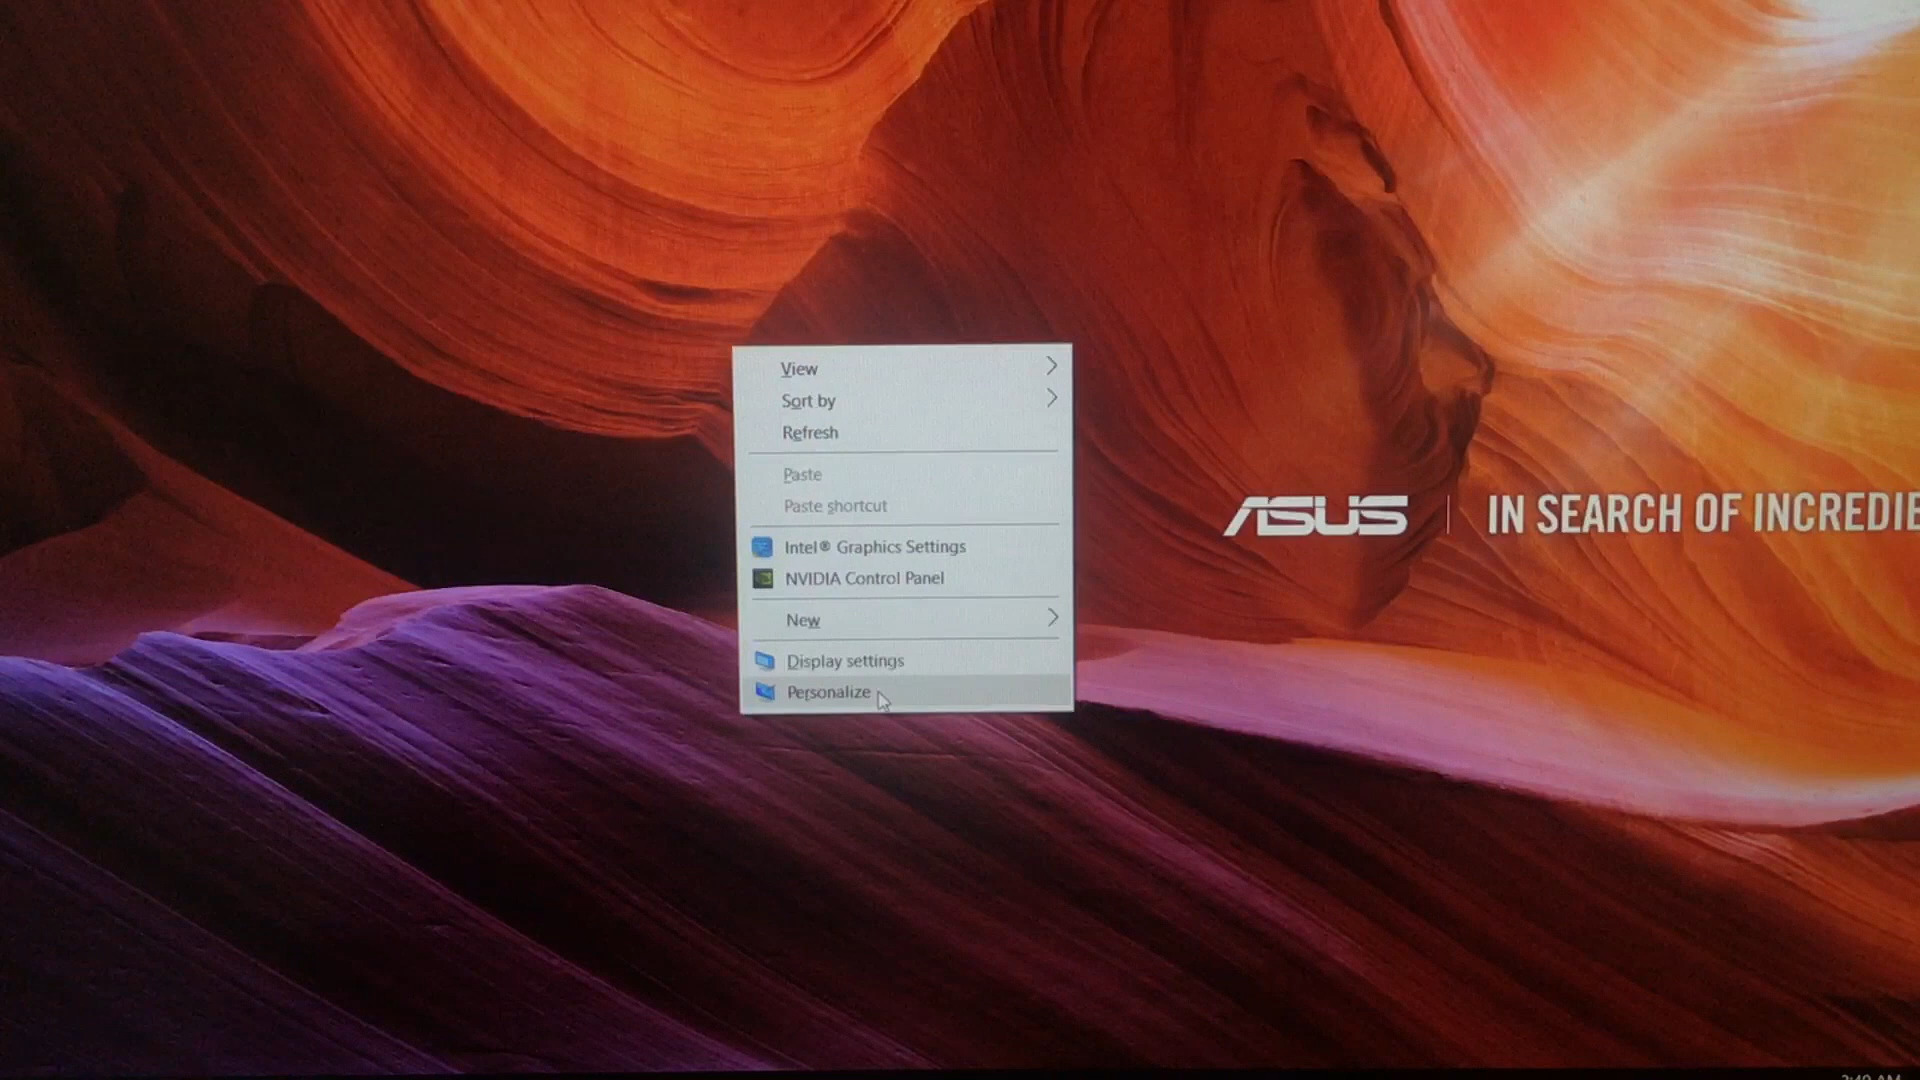 View
Sort by
Refresh
Paste
Paste shortcut
Intel® Graphics Settings
NVIDIA Control Panel
New
Display settings
Personalize
ASUS | IN SEARCH OF INCREDIB